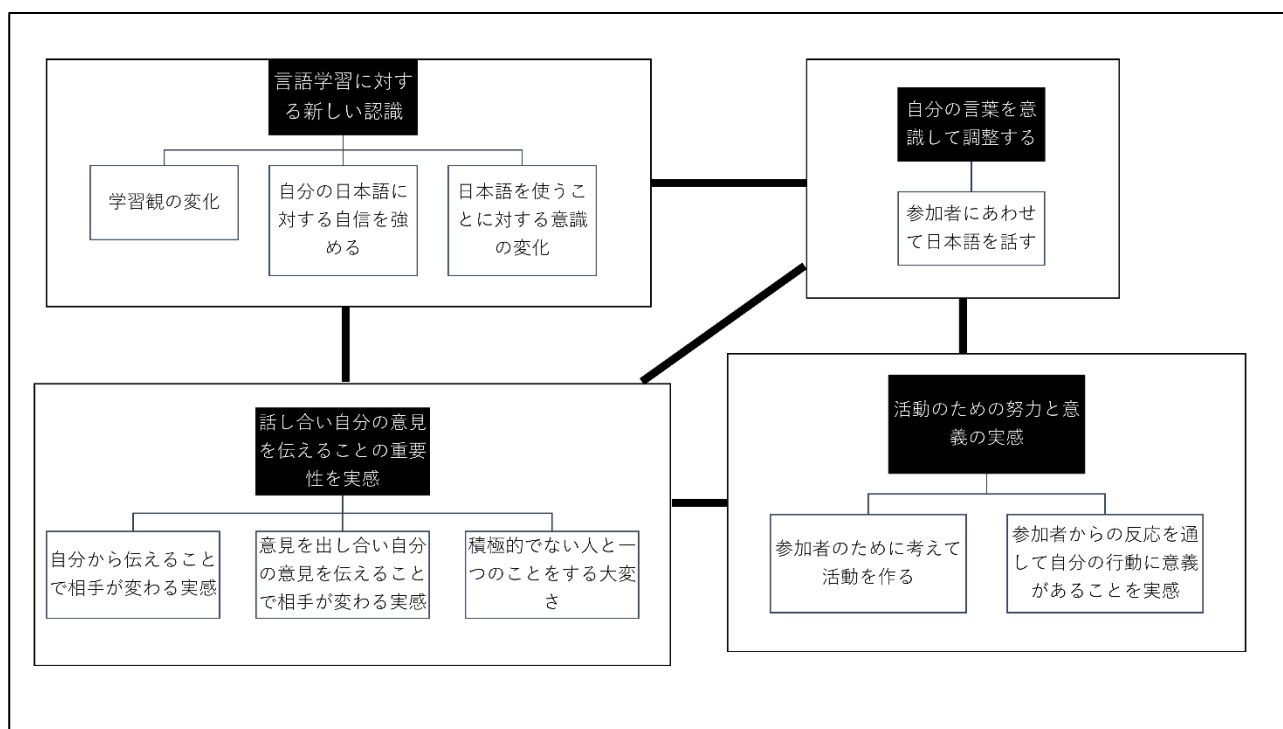 言語学習に対す
る新しい認識
学習観の変化
自分の日本語に
対する自信を強
める
日本語を使うこ
とに対する意識
の変化
自分の言葉を意
識して調整する
参加者にあわせ
て日本語を話す
話し合い自分の意見
を伝えることの重要
性を実感
自分から伝えること
で相手が変わる実感
意見を出し合い自分
の意見を伝えること
で相手が変わる実感
積極的でない人と一
つのことをする大変
さ
活動のための努力と意
義の実感
参加者のために考えて
活動を作る
参加者からの反応を通
して自分の行動に意義
があることを実感